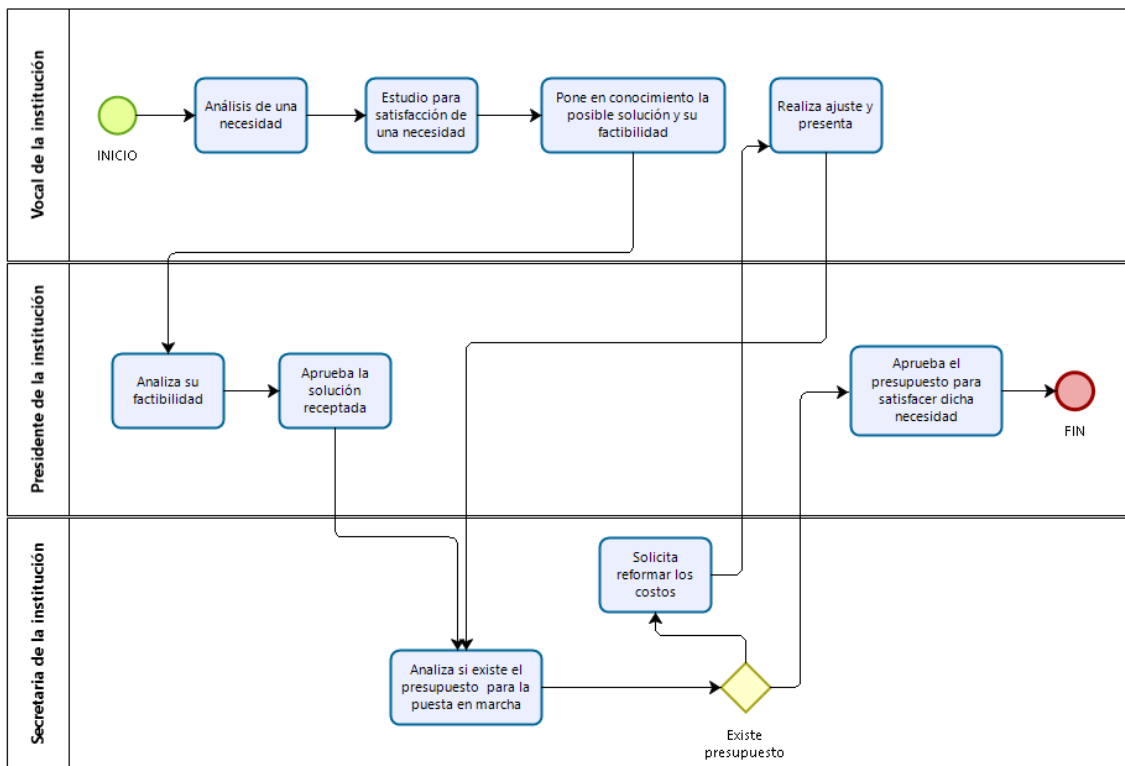 Vocal de la institución
INICIO
Análisis de una
necesidad
Estudio para
satisfacción de
una necesidad
Pone en conocimiento la
posible solución y su
factibilidad
Realiza ajuste y
presenta
Presidente de la institución
Analiza su
factibilidad
Aprueba la
solución
receptada
Aprueba el
presupuesto para
satisfacer dicha
necesidad
FIN
Secretaria de la institución
Solicita
reformar los
costos
Analiza si existe el
presupuesto para la
puesta en marcha
Existe
presupuesto